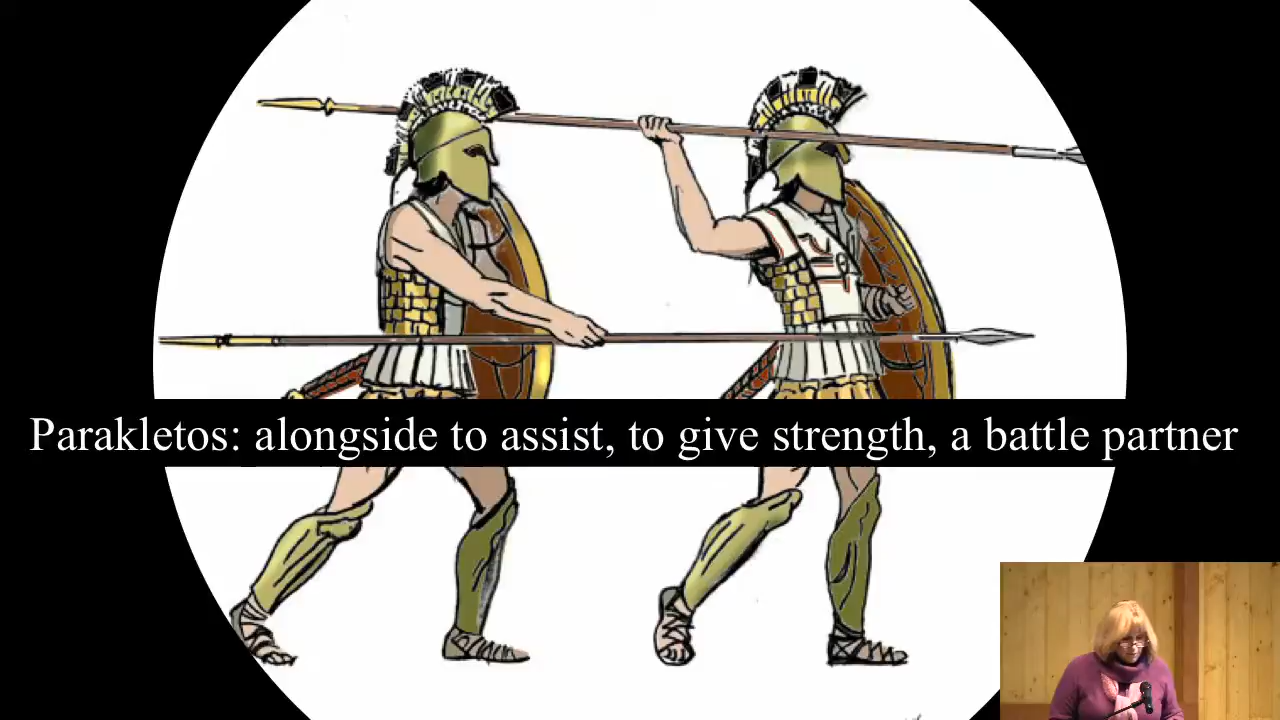 Parakletos: alongside to assist, to give strength, a battle partner